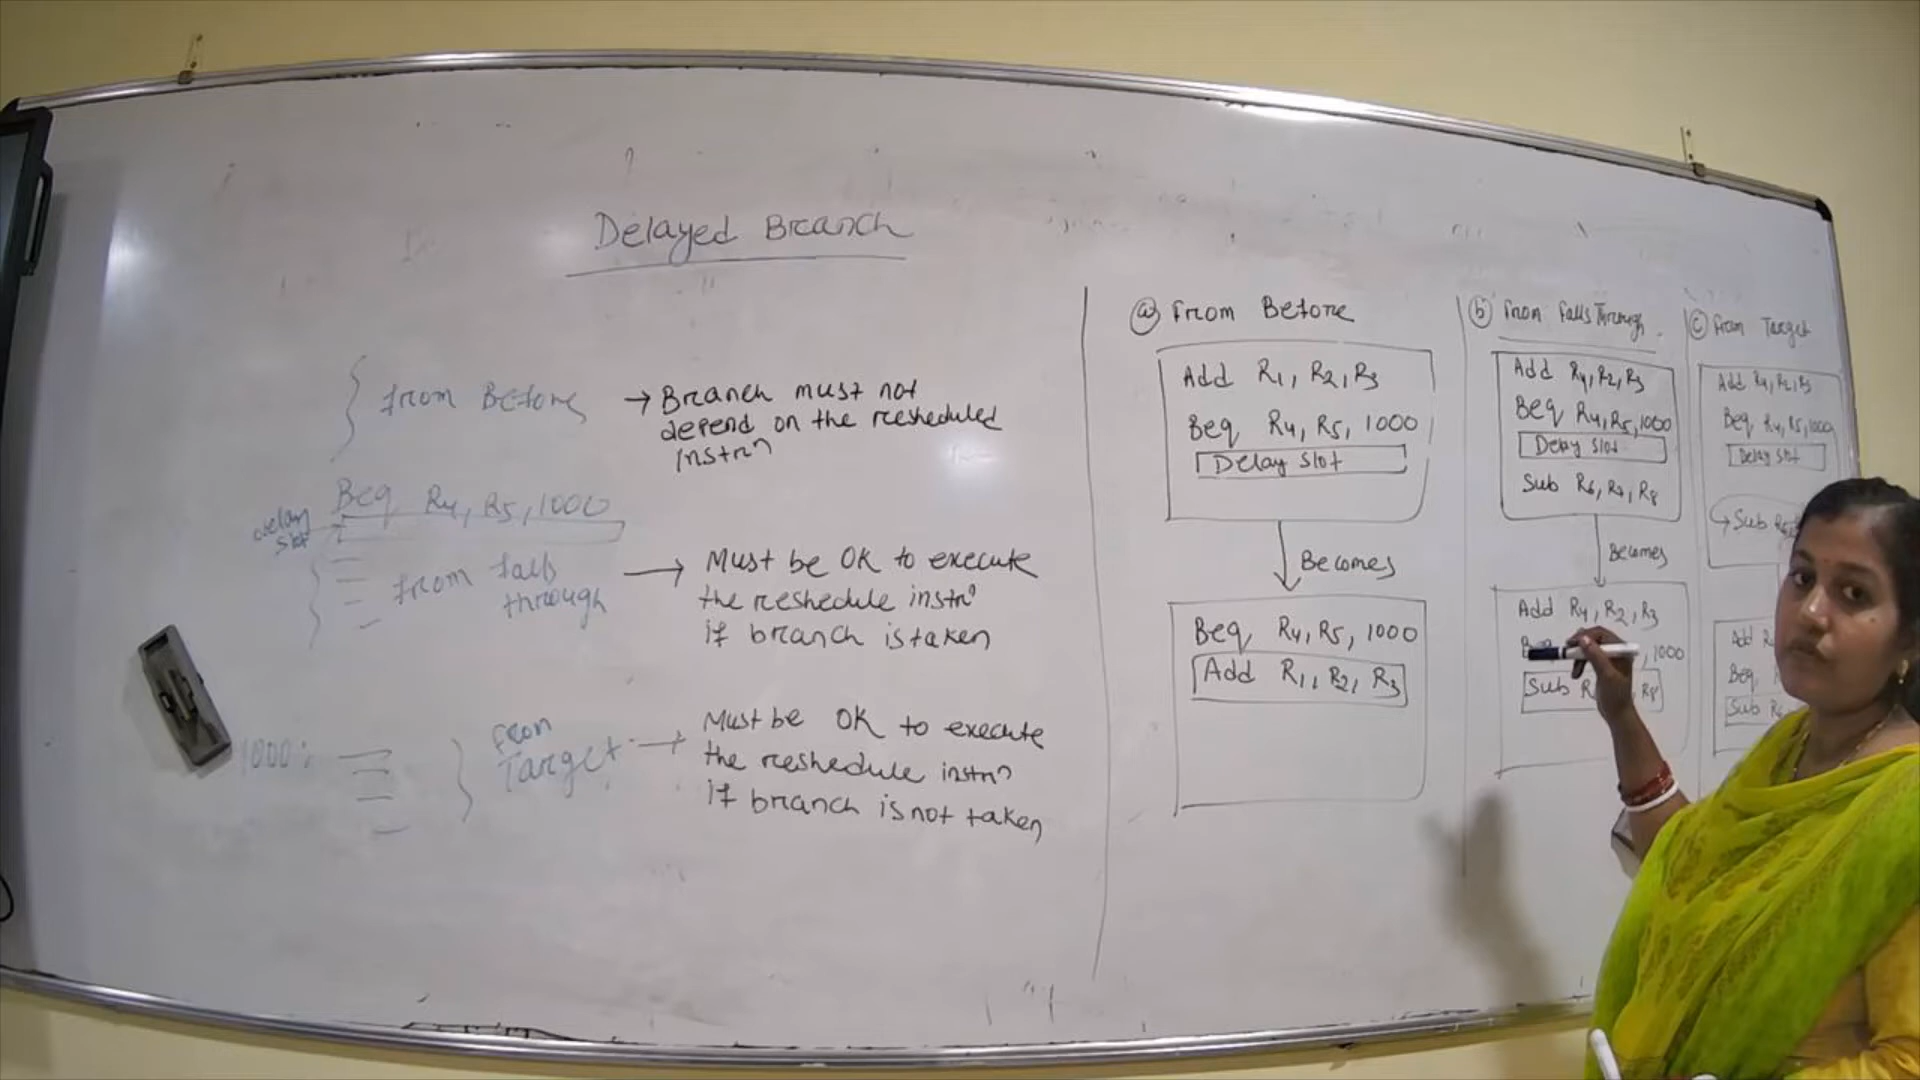 Delayed Branch
from Before → Branch must not
depend on the resheduled
instrⁿ
Beq R4, R5, 1000
delay
slot
from falls
through → Must be OK to execute
the reshedule instrⁿ
if branch is taken
1000:
from
Target → Must be OK to execute
the reshedule instrⁿ
if branch is not taken
ⓐ From Before
Add R1, R2, R3
Beq R4, R5, 1000
Delay Slot
Becomes
Beq R4, R5, 1000
Add R1, R2, R3
ⓑ From Falls Through
Add R4, R2, R3
Beq R4, R5, 1000
Delay Slot
Sub R6, R7, R8
Becomes
Add R4, R2, R3
, 1000
Sub R8
ⓒ From Target
Add R4, R2, R3
Beq R4, R5, 1000
Delay Slot
Sub
Add
Beq
Sub